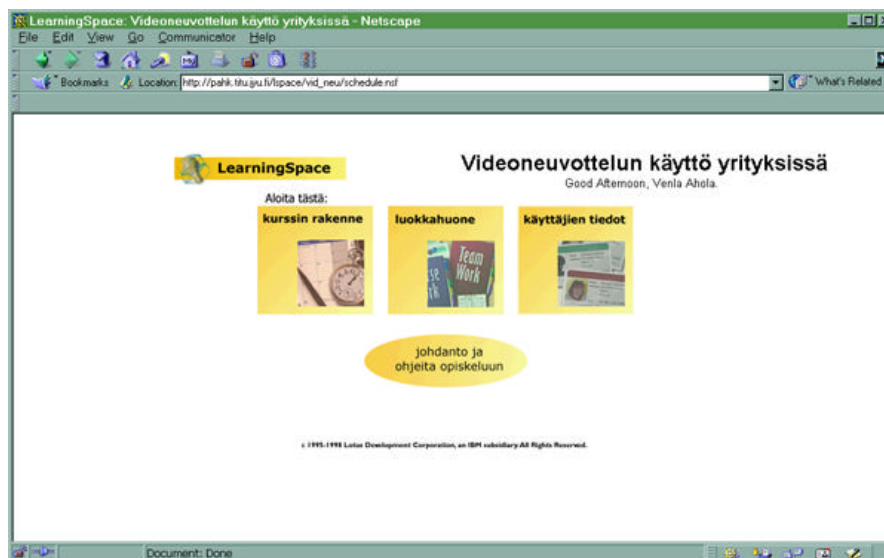 LearningSpace: Videoneuvottelun käyttö yrityksissä - Netscape
File Edit View Go Communicator Help
Bookmarks Location: http://pahk.titu.jyu.fi/lspace/vid_neu/schedule.nsf What's Related
LearningSpace
Videoneuvottelun käyttö yrityksissä
Good Afternoon, Venla Ahola.
Aloita tästä:
kurssin rakenne
luokkahuone
käyttäjien tiedot
Team
Work
johdanto ja
ohjeita opiskeluun
c 1995-1998 Lotus Development Corporation, an IBM subsidiary. All Rights Reserved.
Document: Done